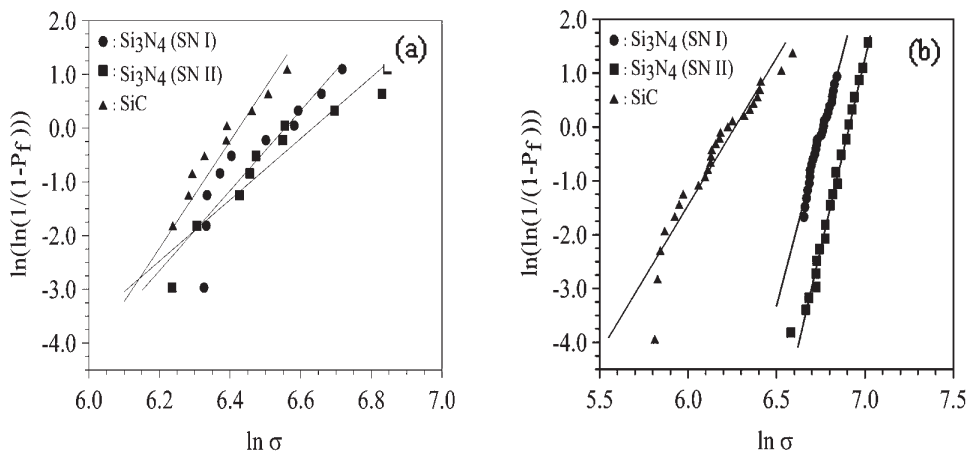 (a)
● : Si₃N₄ (SN I)
■ : Si₃N₄ (SN II)
▲ : SiC
ln(ln(1/(1-P_f )))
2.0
1.0
0.0
-1.0
-2.0
-3.0
-4.0
6.0 6.2 6.4 6.6 6.8 7.0
ln σ
(b)
● : Si₃N₄ (SN I)
■ : Si₃N₄ (SN II)
▲ : SiC
ln(ln(1/(1-P_f )))
2.0
1.0
0.0
-1.0
-2.0
-3.0
-4.0
5.5 6.0 6.5 7.0 7.5
ln σ